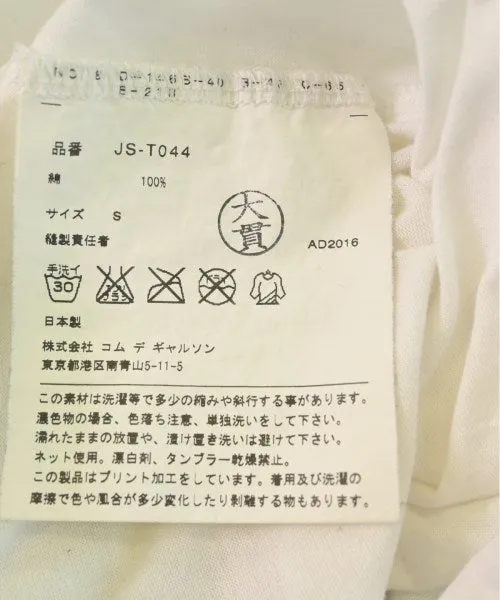 品番 JS-T044
綿 100%
サイズ S
縫製責任者
大貫
AD2016
手洗イ
30
日本製
株式会社 コム デ ギャルソン
東京都港区南青山5-11-5
この素材は洗濯等で多少の縮みや斜行する事があります。
濃色物の場合、色落ち注意、単独洗いをして下さい。
濡れたままの放置や、漬け置き洗いは避けて下さい。
ネット使用。漂白剤、タンブラー乾燥禁止。
この製品はプリント加工をしています。着用及び洗濯の
摩擦で色や風合が多少変化したり剥離する物もあります。